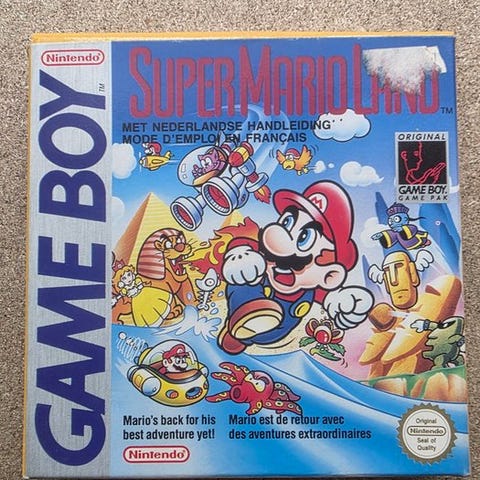 Nintendo
GAME BOY
TM
SUPER MARIO LAND
TM
MET NEDERLANDSE HANDLEIDING
MODE D'EMPLOI EN FRANÇAIS
ORIGINAL
GAME BOY
GAME PAK
Mario's back for his
best adventure yet!
Mario est de retour avec
des aventures extraordinaires
Nintendo
Original
Nintendo
Seal of
Quality